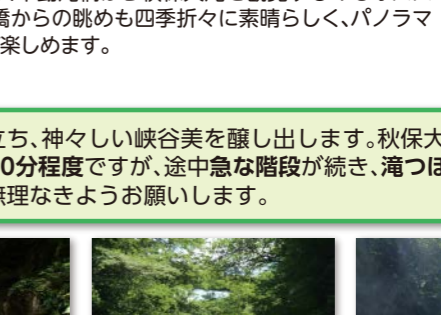 橋からの眺めも四季折々に素晴らしく、パノラマ
楽しめます。
立ち、神々しい峡谷美を醸し出します。秋保大
0分程度ですが、途中急な階段が続き、滝つぼ
無理なきようお願いします。